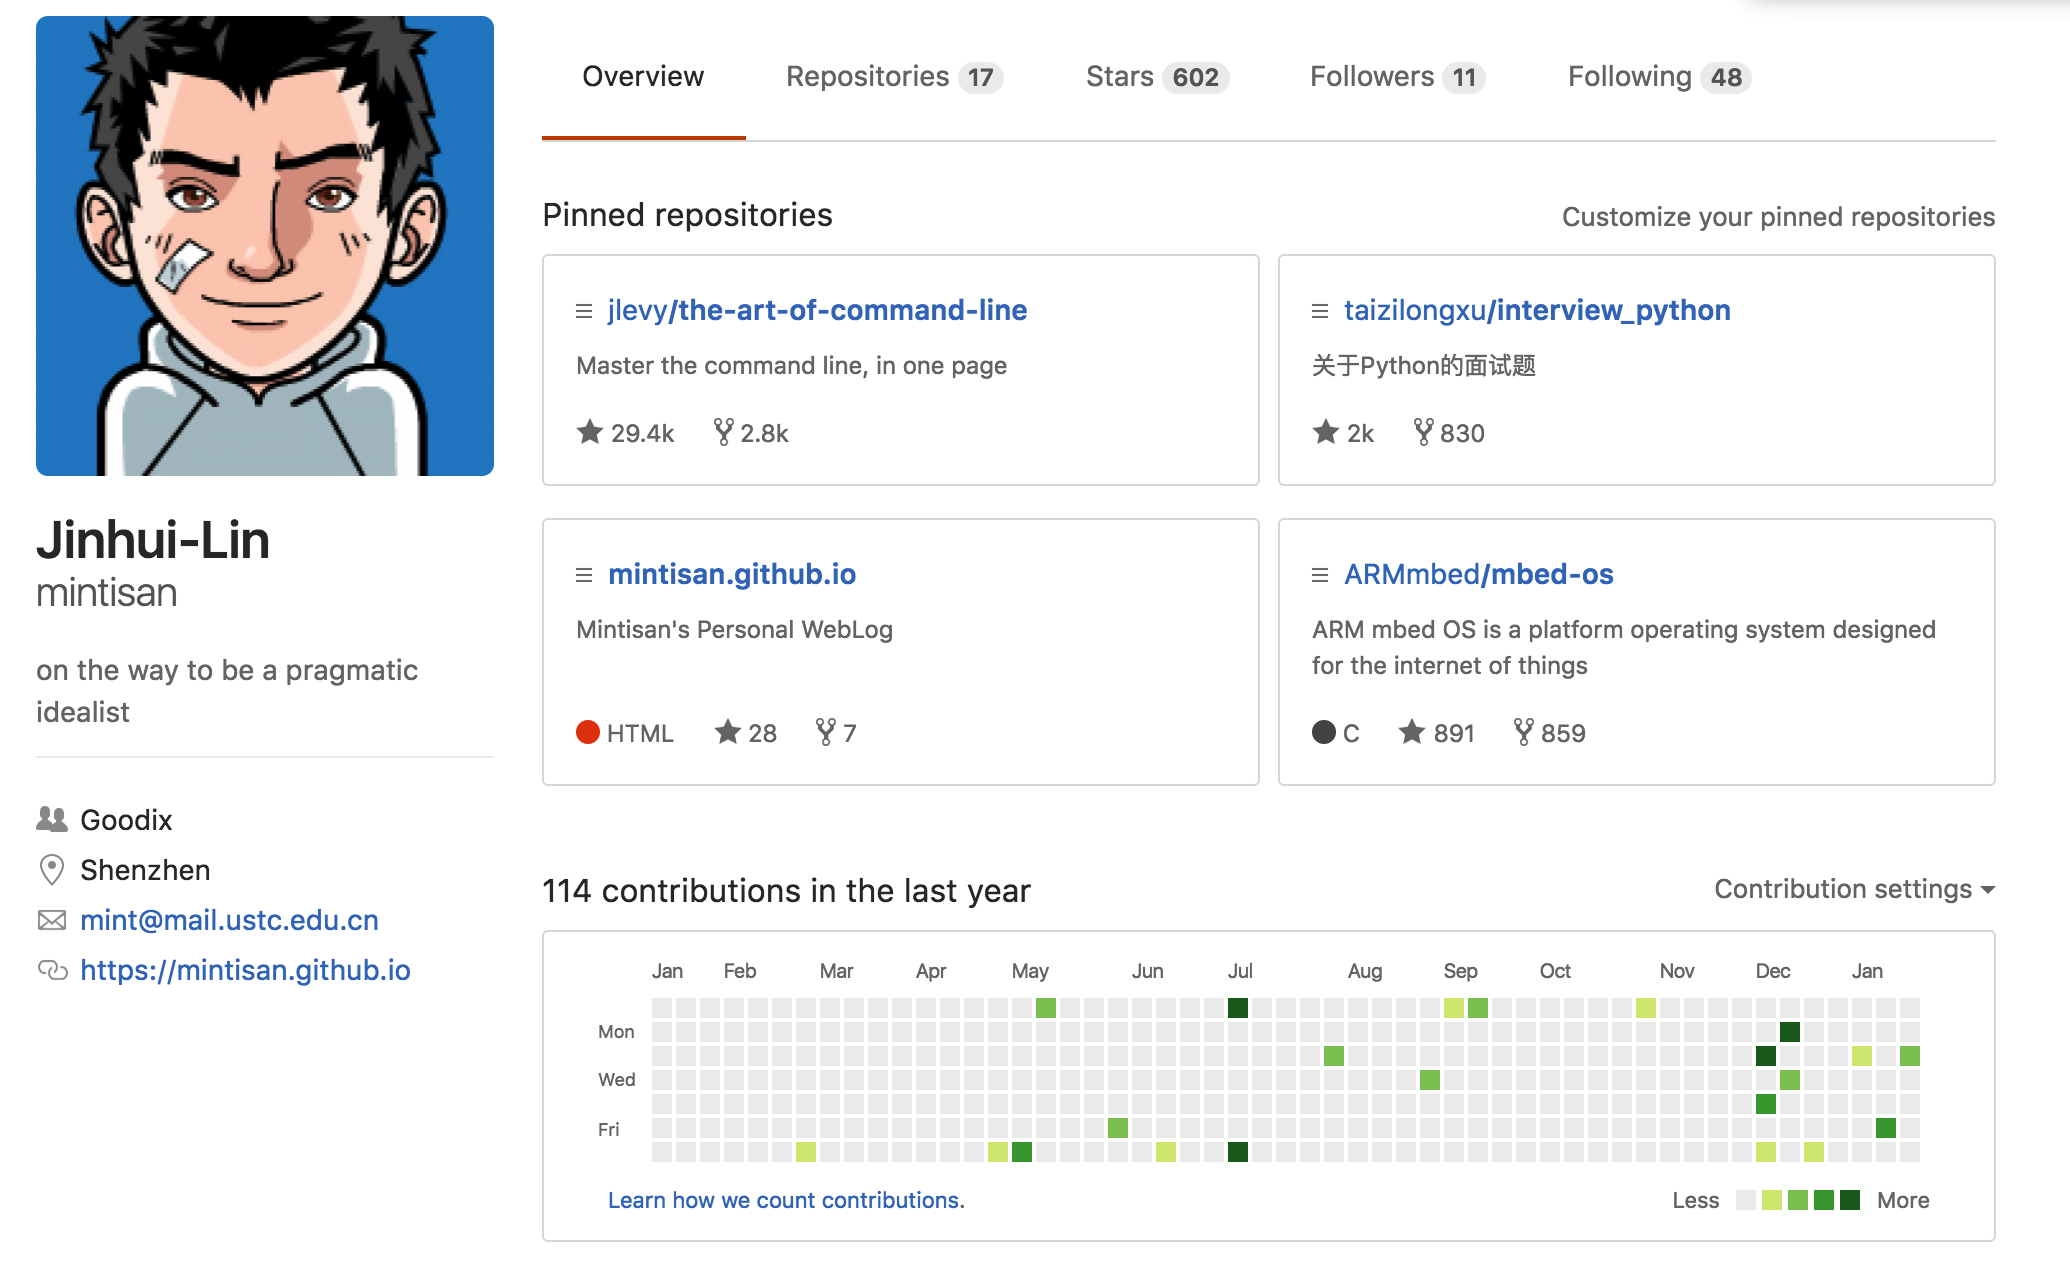 Overview Repositories 17 Stars 602 Followers 11 Following 48
Pinned repositories Customize your pinned repositories
jlevy/the-art-of-command-line
Master the command line, in one page
29.4k 2.8k
taizilongxu/interview_python
关于Python的面试题
2k 830
mintisan.github.io
Mintisan's Personal WebLog
HTML 28 7
ARMmbed/mbed-os
ARM mbed OS is a platform operating system designed
for the internet of things
C 891 859
Jinhui-Lin
mintisan
on the way to be a pragmatic
idealist
Goodix
Shenzhen
mint@mail.ustc.edu.cn
https://mintisan.github.io
114 contributions in the last year Contribution settings
Jan Feb Mar Apr May Jun Jul Aug Sep Oct Nov Dec Jan
Mon
Wed
Fri
Learn how we count contributions. Less More